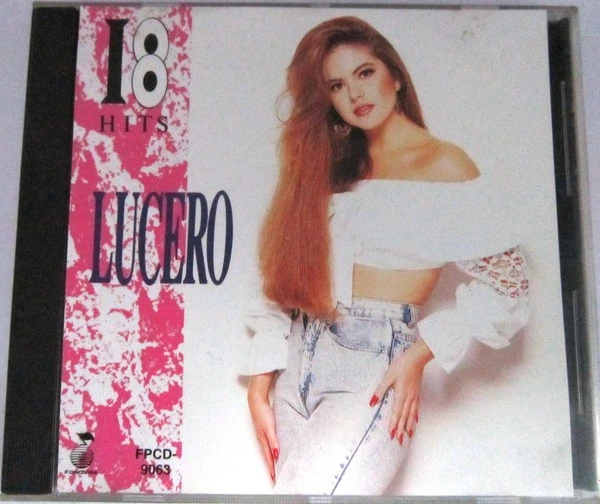 18
HITS
LUCERO
FPCD-
9063